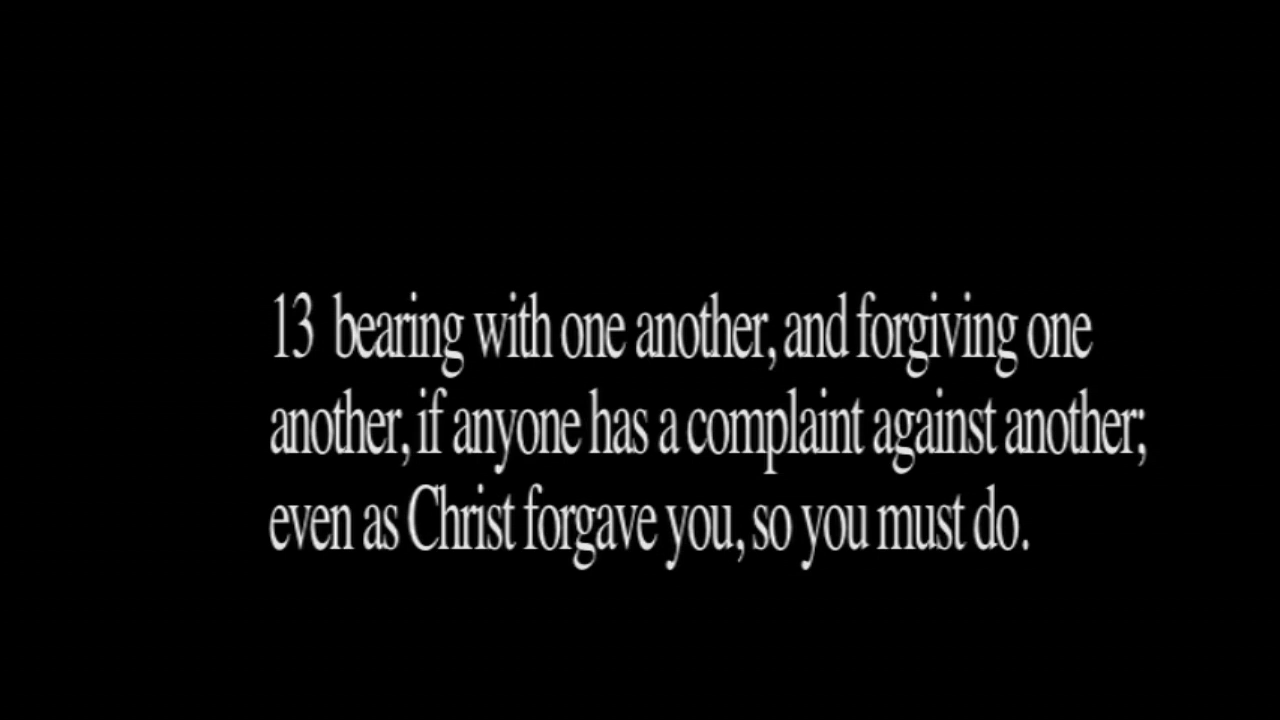 13 bearing with one another, and forgiving one
another, if anyone has a complaint against another;
even as Christ forgave you, so you must do.